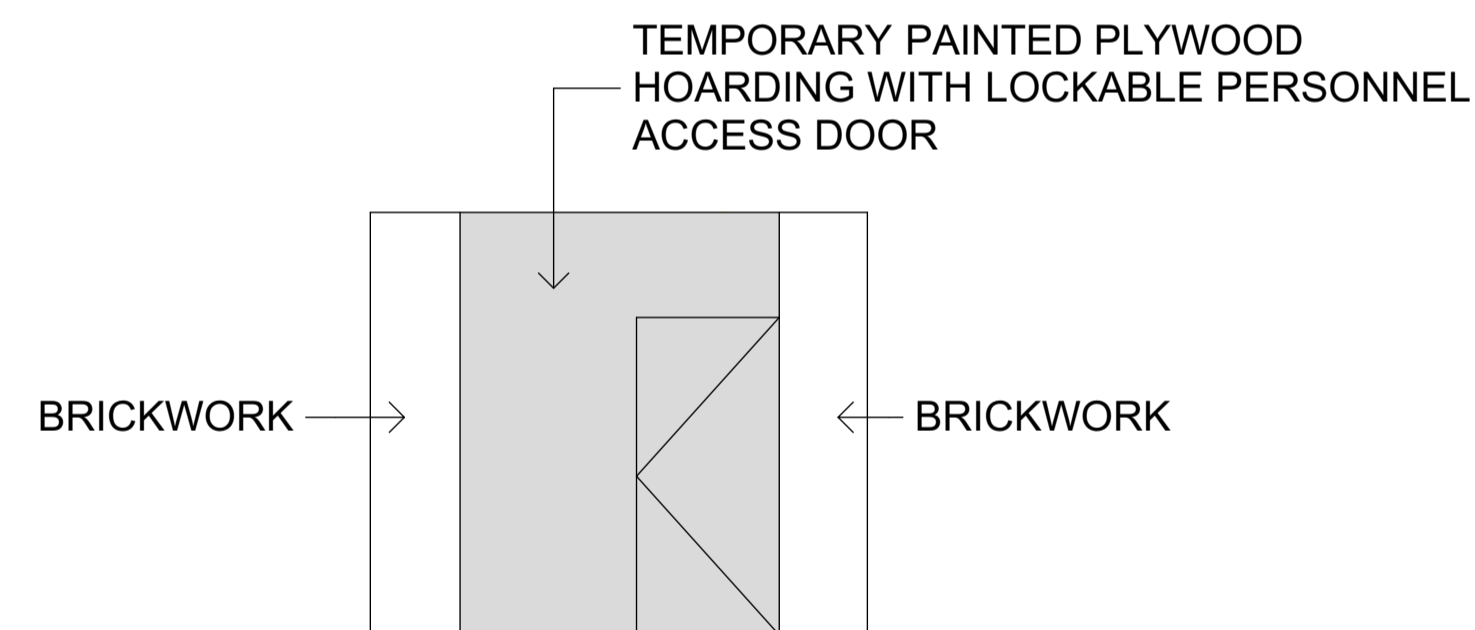 TEMPORARY PAINTED PLYWOOD
HOARDING WITH LOCKABLE PERSONNEL
ACCESS DOOR
BRICKWORK
BRICKWORK